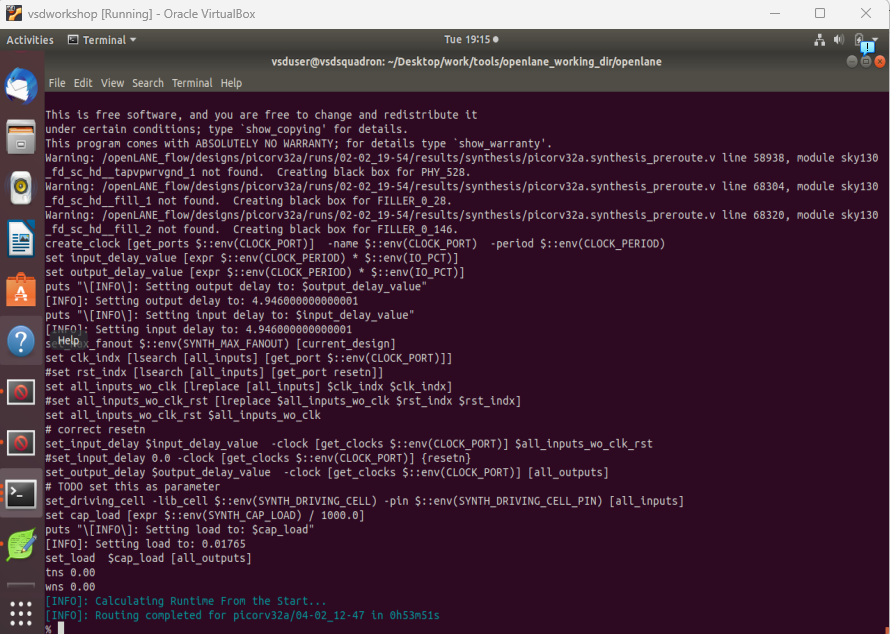 vsdworkshop [Running] - Oracle VirtualBox
Activities Terminal Tue 19:15
vsduser@vsdsquadron: ~/Desktop/work/tools/openlane_working_dir/openlane
File Edit View Search Terminal Help
This is free software, and you are free to change and redistribute it
under certain conditions; type `show_copying' for details.
This program comes with ABSOLUTELY NO WARRANTY; for details type `show_warranty'.
Warning: /openLANE_flow/designs/picorv32a/runs/02-02_19-54/results/synthesis/picorv32a.synthesis_preroute.v line 58938, module sky130
_fd_sc_hd__tapvpwrvgnd_1 not found.  Creating black box for PHY_528.
Warning: /openLANE_flow/designs/picorv32a/runs/02-02_19-54/results/synthesis/picorv32a.synthesis_preroute.v line 68304, module sky130
_fd_sc_hd__fill_1 not found.  Creating black box for FILLER_0_28.
Warning: /openLANE_flow/designs/picorv32a/runs/02-02_19-54/results/synthesis/picorv32a.synthesis_preroute.v line 68320, module sky130
_fd_sc_hd__fill_2 not found.  Creating black box for FILLER_0_146.
create_clock [get_ports $::env(CLOCK_PORT)]  -name $::env(CLOCK_PORT)  -period $::env(CLOCK_PERIOD)
set input_delay_value [expr $::env(CLOCK_PERIOD) * $::env(IO_PCT)]
set output_delay_value [expr $::env(CLOCK_PERIOD) * $::env(IO_PCT)]
puts "\[INFO\]: Setting output delay to: $output_delay_value"
[INFO]: Setting output delay to: 4.946000000000001
puts "\[INFO\]: Setting input delay to: $input_delay_value"
[INFO]: Setting input delay to: 4.946000000000001
Help
_fanout $::env(SYNTH_MAX_FANOUT) [current_design]
set clk_indx [lsearch [all_inputs] [get_port $::env(CLOCK_PORT)]]
#set rst_indx [lsearch [all_inputs] [get_port resetn]]
set all_inputs_wo_clk [lreplace [all_inputs] $clk_indx $clk_indx]
#set all_inputs_wo_clk_rst [lreplace $all_inputs_wo_clk $rst_indx $rst_indx]
set all_inputs_wo_clk_rst $all_inputs_wo_clk
# correct resetn
set_input_delay $input_delay_value  -clock [get_clocks $::env(CLOCK_PORT)] $all_inputs_wo_clk_rst
#set_input_delay 0.0 -clock [get_clocks $::env(CLOCK_PORT)] {resetn}
set_output_delay $output_delay_value  -clock [get_clocks $::env(CLOCK_PORT)] [all_outputs]
# TODO set this as parameter
set_driving_cell -lib_cell $::env(SYNTH_DRIVING_CELL) -pin $::env(SYNTH_DRIVING_CELL_PIN) [all_inputs]
set cap_load [expr $::env(SYNTH_CAP_LOAD) / 1000.0]
puts "\[INFO\]: Setting load to: $cap_load"
[INFO]: Setting load to: 0.01765
set_load  $cap_load [all_outputs]
tns 0.00
wns 0.00
[INFO]: Calculating Runtime From the Start...
[INFO]: Routing completed for picorv32a/04-02_12-47 in 0h53m51s
%